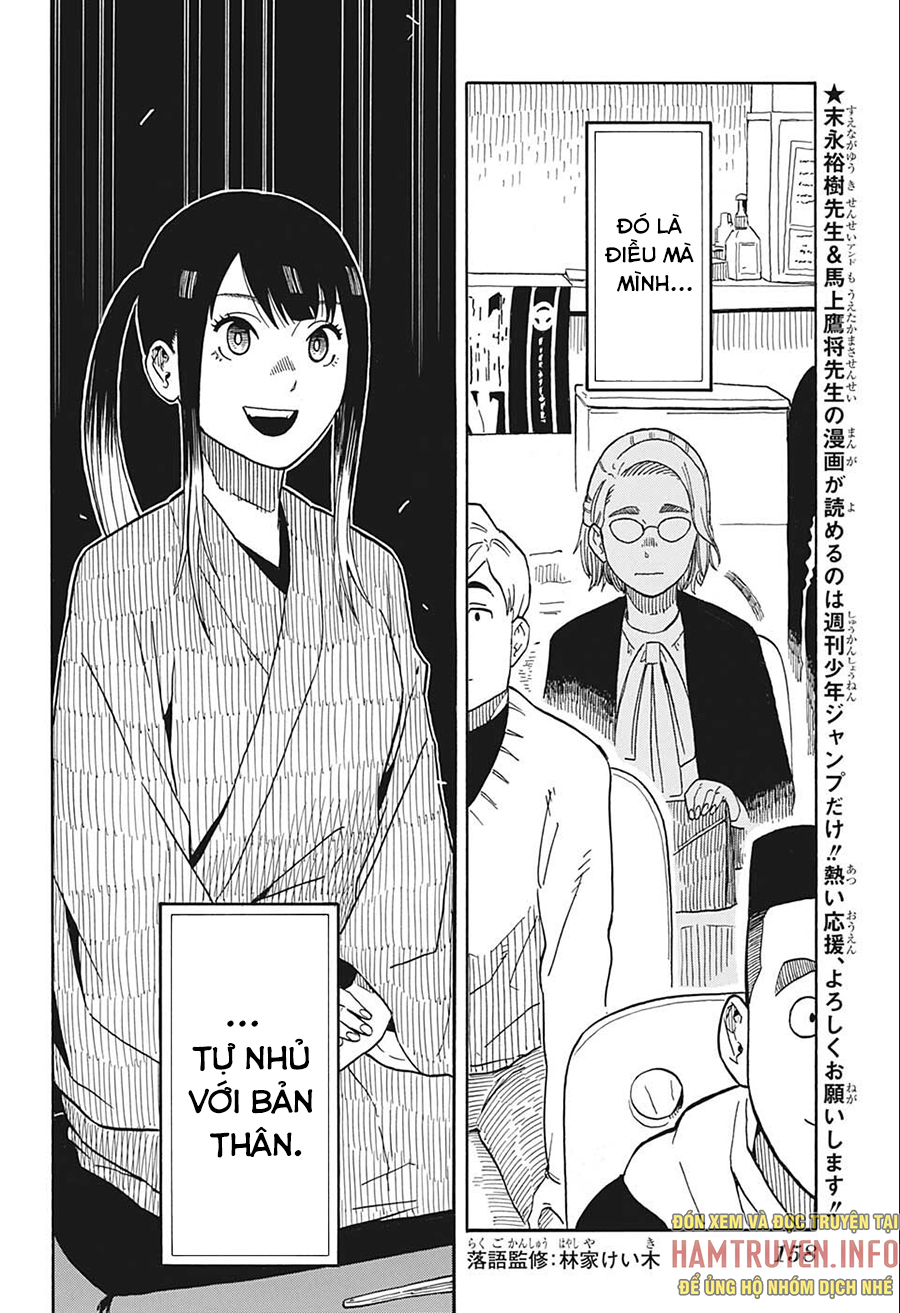 ★末永裕樹先生&馬上鷹将先生の漫画が読めるのは週刊少年ジャンプだけ!!熱い応援、よろしくお願いします!!
ĐÓ LÀ
ĐIỀU MÀ
MÌNH...
...
TỰ NHỦ
VỚI BẢN
THÂN.
落語監修:林家けい木
158
ĐÓN XEM VÀ ĐỌC TRUYỆN TẠI
HAMTRUYEN.INFO
ĐỂ ỦNG HỘ NHÓM DỊCH NHÉ